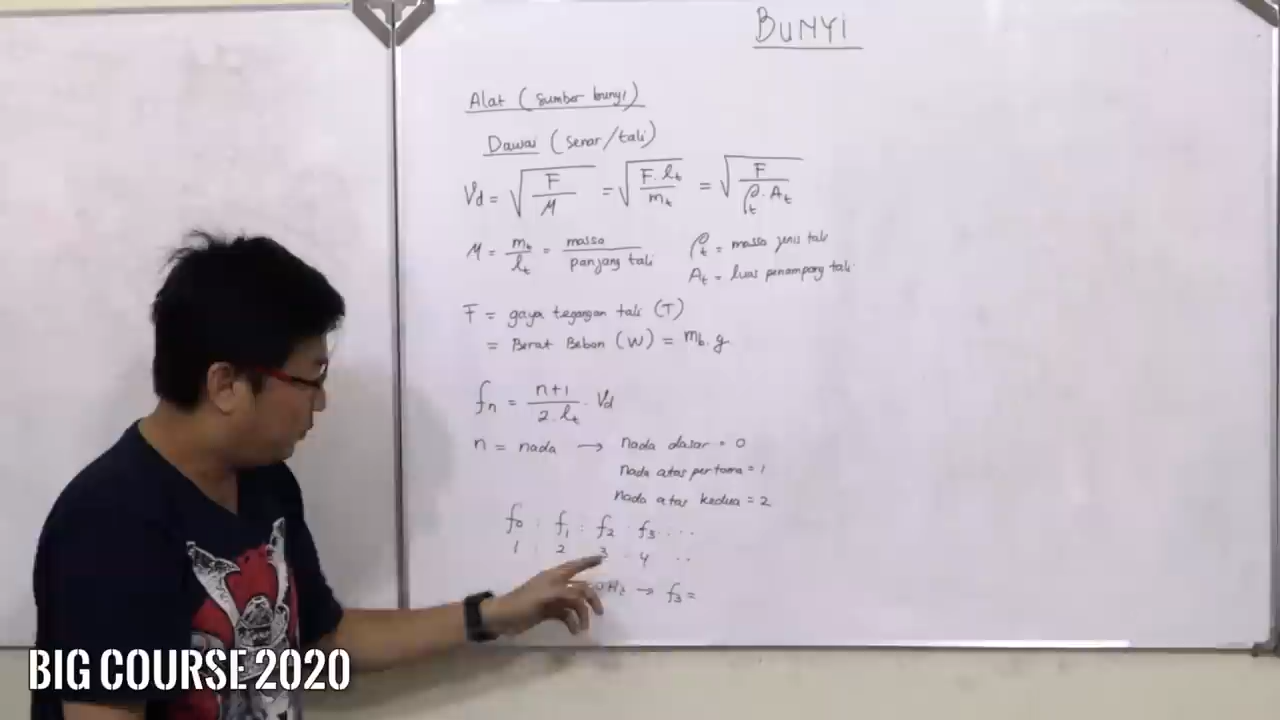 BUNYI
Alat (sumber bunyi)
Dawai (senar/tali)
Vd = √(F/M) = √(F. lt/mt) = √(F/ρt . At)
M = mt/lt = massa/panjang tali
ρt = massa jenis tali
At = luas penampang tali
F = gaya tegangan tali (T)
= Berat Beban (W) = mb.g
fn = n+1/2. lt . Vd
n = nada → nada dasar = 0
nada atas pertama = 1
nada atas kedua = 2
f0 : f1 : f2 : f3 ....
1 : 2 : 3 : 4 ..
Hz → f3 =
BIG COURSE 2020